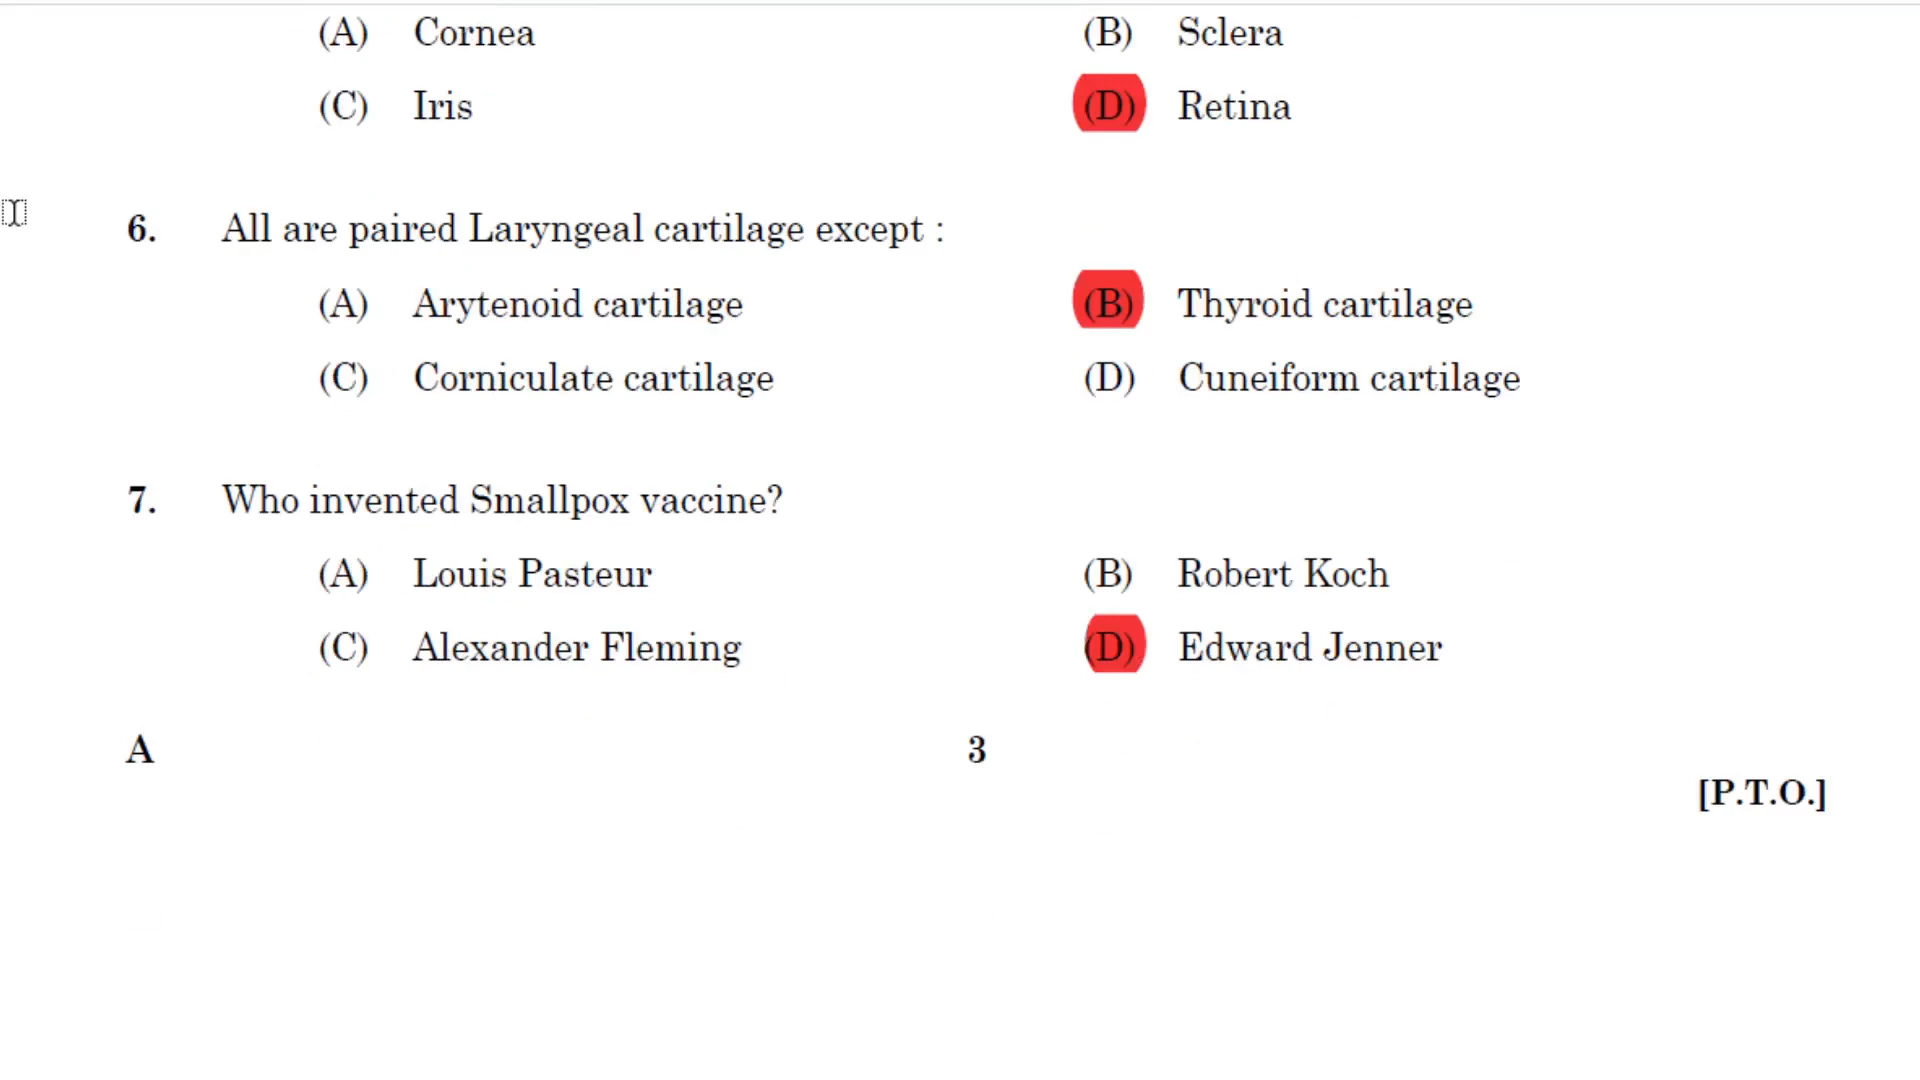 (A) Cornea (B) Sclera
(C) Iris (D) Retina
6. All are paired Laryngeal cartilage except :
(A) Arytenoid cartilage (B) Thyroid cartilage
(C) Corniculate cartilage (D) Cuneiform cartilage
7. Who invented Smallpox vaccine?
(A) Louis Pasteur (B) Robert Koch
(C) Alexander Fleming (D) Edward Jenner
A 3
[P.T.O.]